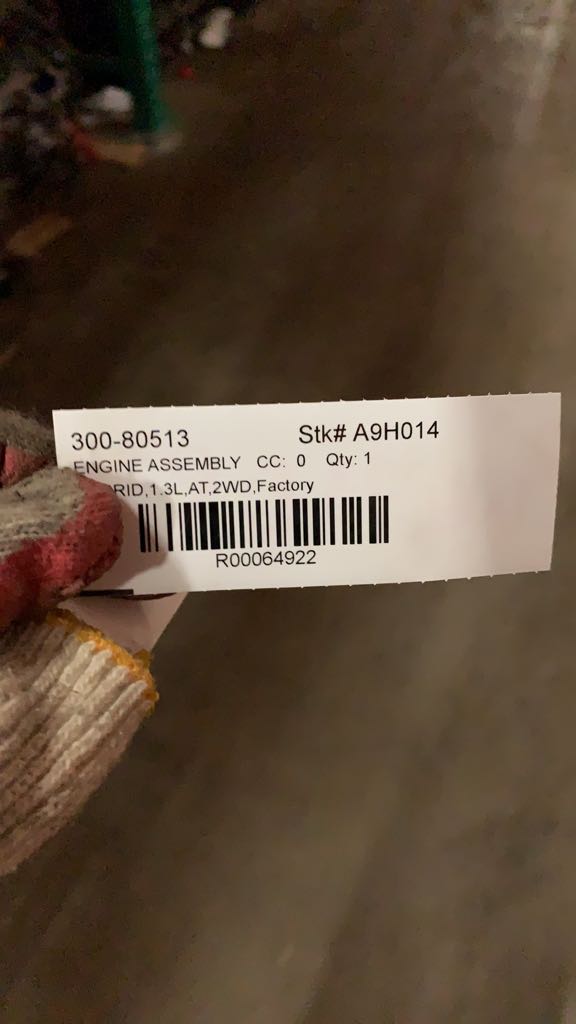 300-80513 Stk# A9H014
ENGINE ASSEMBLY CC: 0 Qty: 1
RID,1.3L,AT,2WD,Factory
R00064922